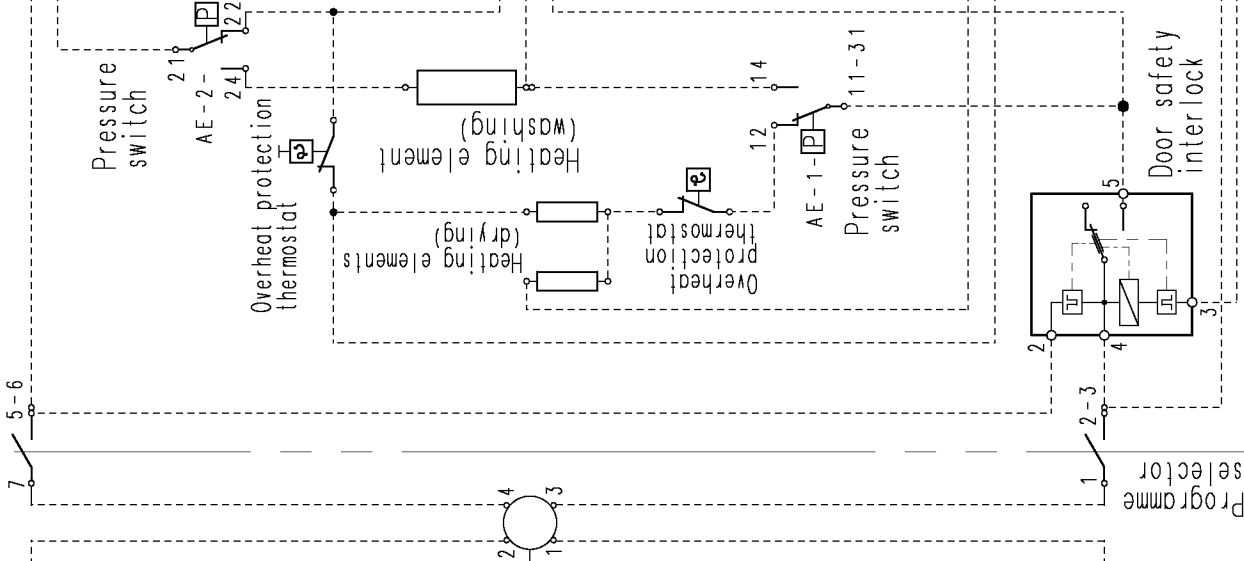 P
22
21
24
AE-2-
Pressure
switch
Overheat protection
thermostat
Heating element
(washing)
14
11-31
12
P
AE-1-
Pressure
switch
Heating elements
(drying)
Overheat
protection
thermostat
Door safety
interlock
5
2
4
3
5-6
7
2-3
1
Programme
selector
4
3
2
1